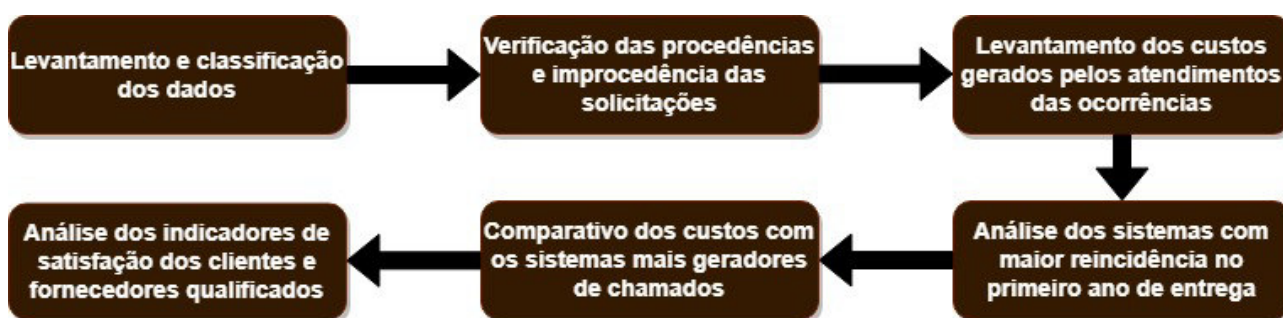 Levantamento e classificação
dos dados
Verificação das procedências
e improcedência das
solicitações
Levantamento dos custos
gerados pelos atendimentos
das ocorrências
Análise dos sistemas com
maior reincidência no
primeiro ano de entrega
Comparativo dos custos com
os sistemas mais geradores
de chamados
Análise dos indicadores de
satisfação dos clientes e
fornecedores qualificados